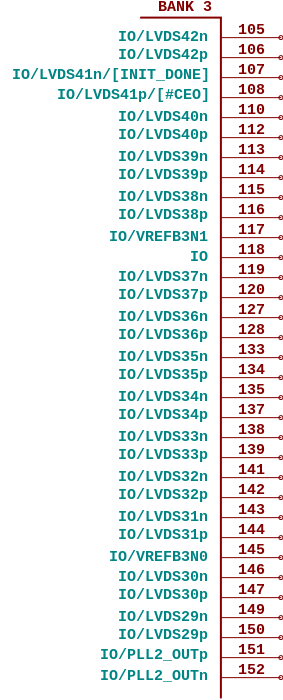 BANK 3
IO/LVDS42n 105
IO/LVDS42p 106
IO/LVDS41n/[INIT_DONE] 107
IO/LVDS41p/[#CEO] 108
IO/LVDS40n 110
IO/LVDS40p 112
IO/LVDS39n 113
IO/LVDS39p 114
IO/LVDS38n 115
IO/LVDS38p 116
IO/VREFB3N1 117
IO 118
IO/LVDS37n 119
IO/LVDS37p 120
IO/LVDS36n 127
IO/LVDS36p 128
IO/LVDS35n 133
IO/LVDS35p 134
IO/LVDS34n 135
IO/LVDS34p 137
IO/LVDS33n 138
IO/LVDS33p 139
IO/LVDS32n 141
IO/LVDS32p 142
IO/LVDS31n 143
IO/LVDS31p 144
IO/VREFB3N0 145
IO/LVDS30n 146
IO/LVDS30p 147
IO/LVDS29n 149
IO/LVDS29p 150
IO/PLL2_OUTp 151
IO/PLL2_OUTn 152